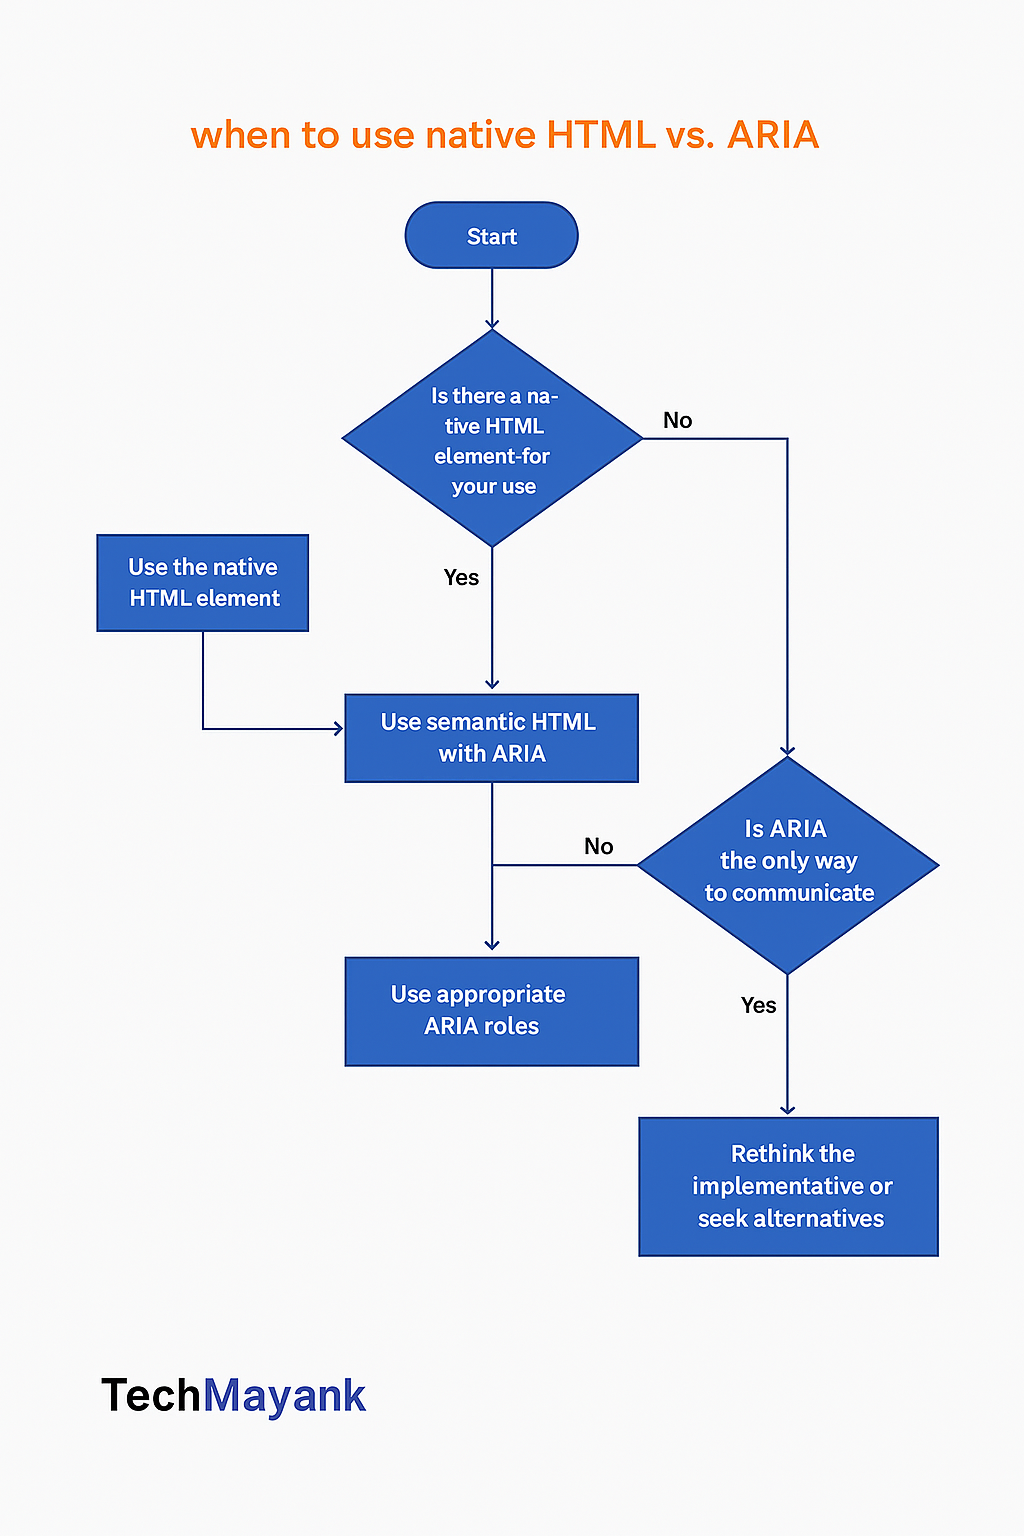 when to use native HTML vs. ARIA
Start
Is there a na-
tive HTML
element-for
your use
No
Yes
Use the native
HTML element
Use semantic HTML
with ARIA
Is ARIA
the only way
to communicate
No
Use appropriate
ARIA roles
Yes
Rethink the
implementative or
seek alternatives
TechMayank